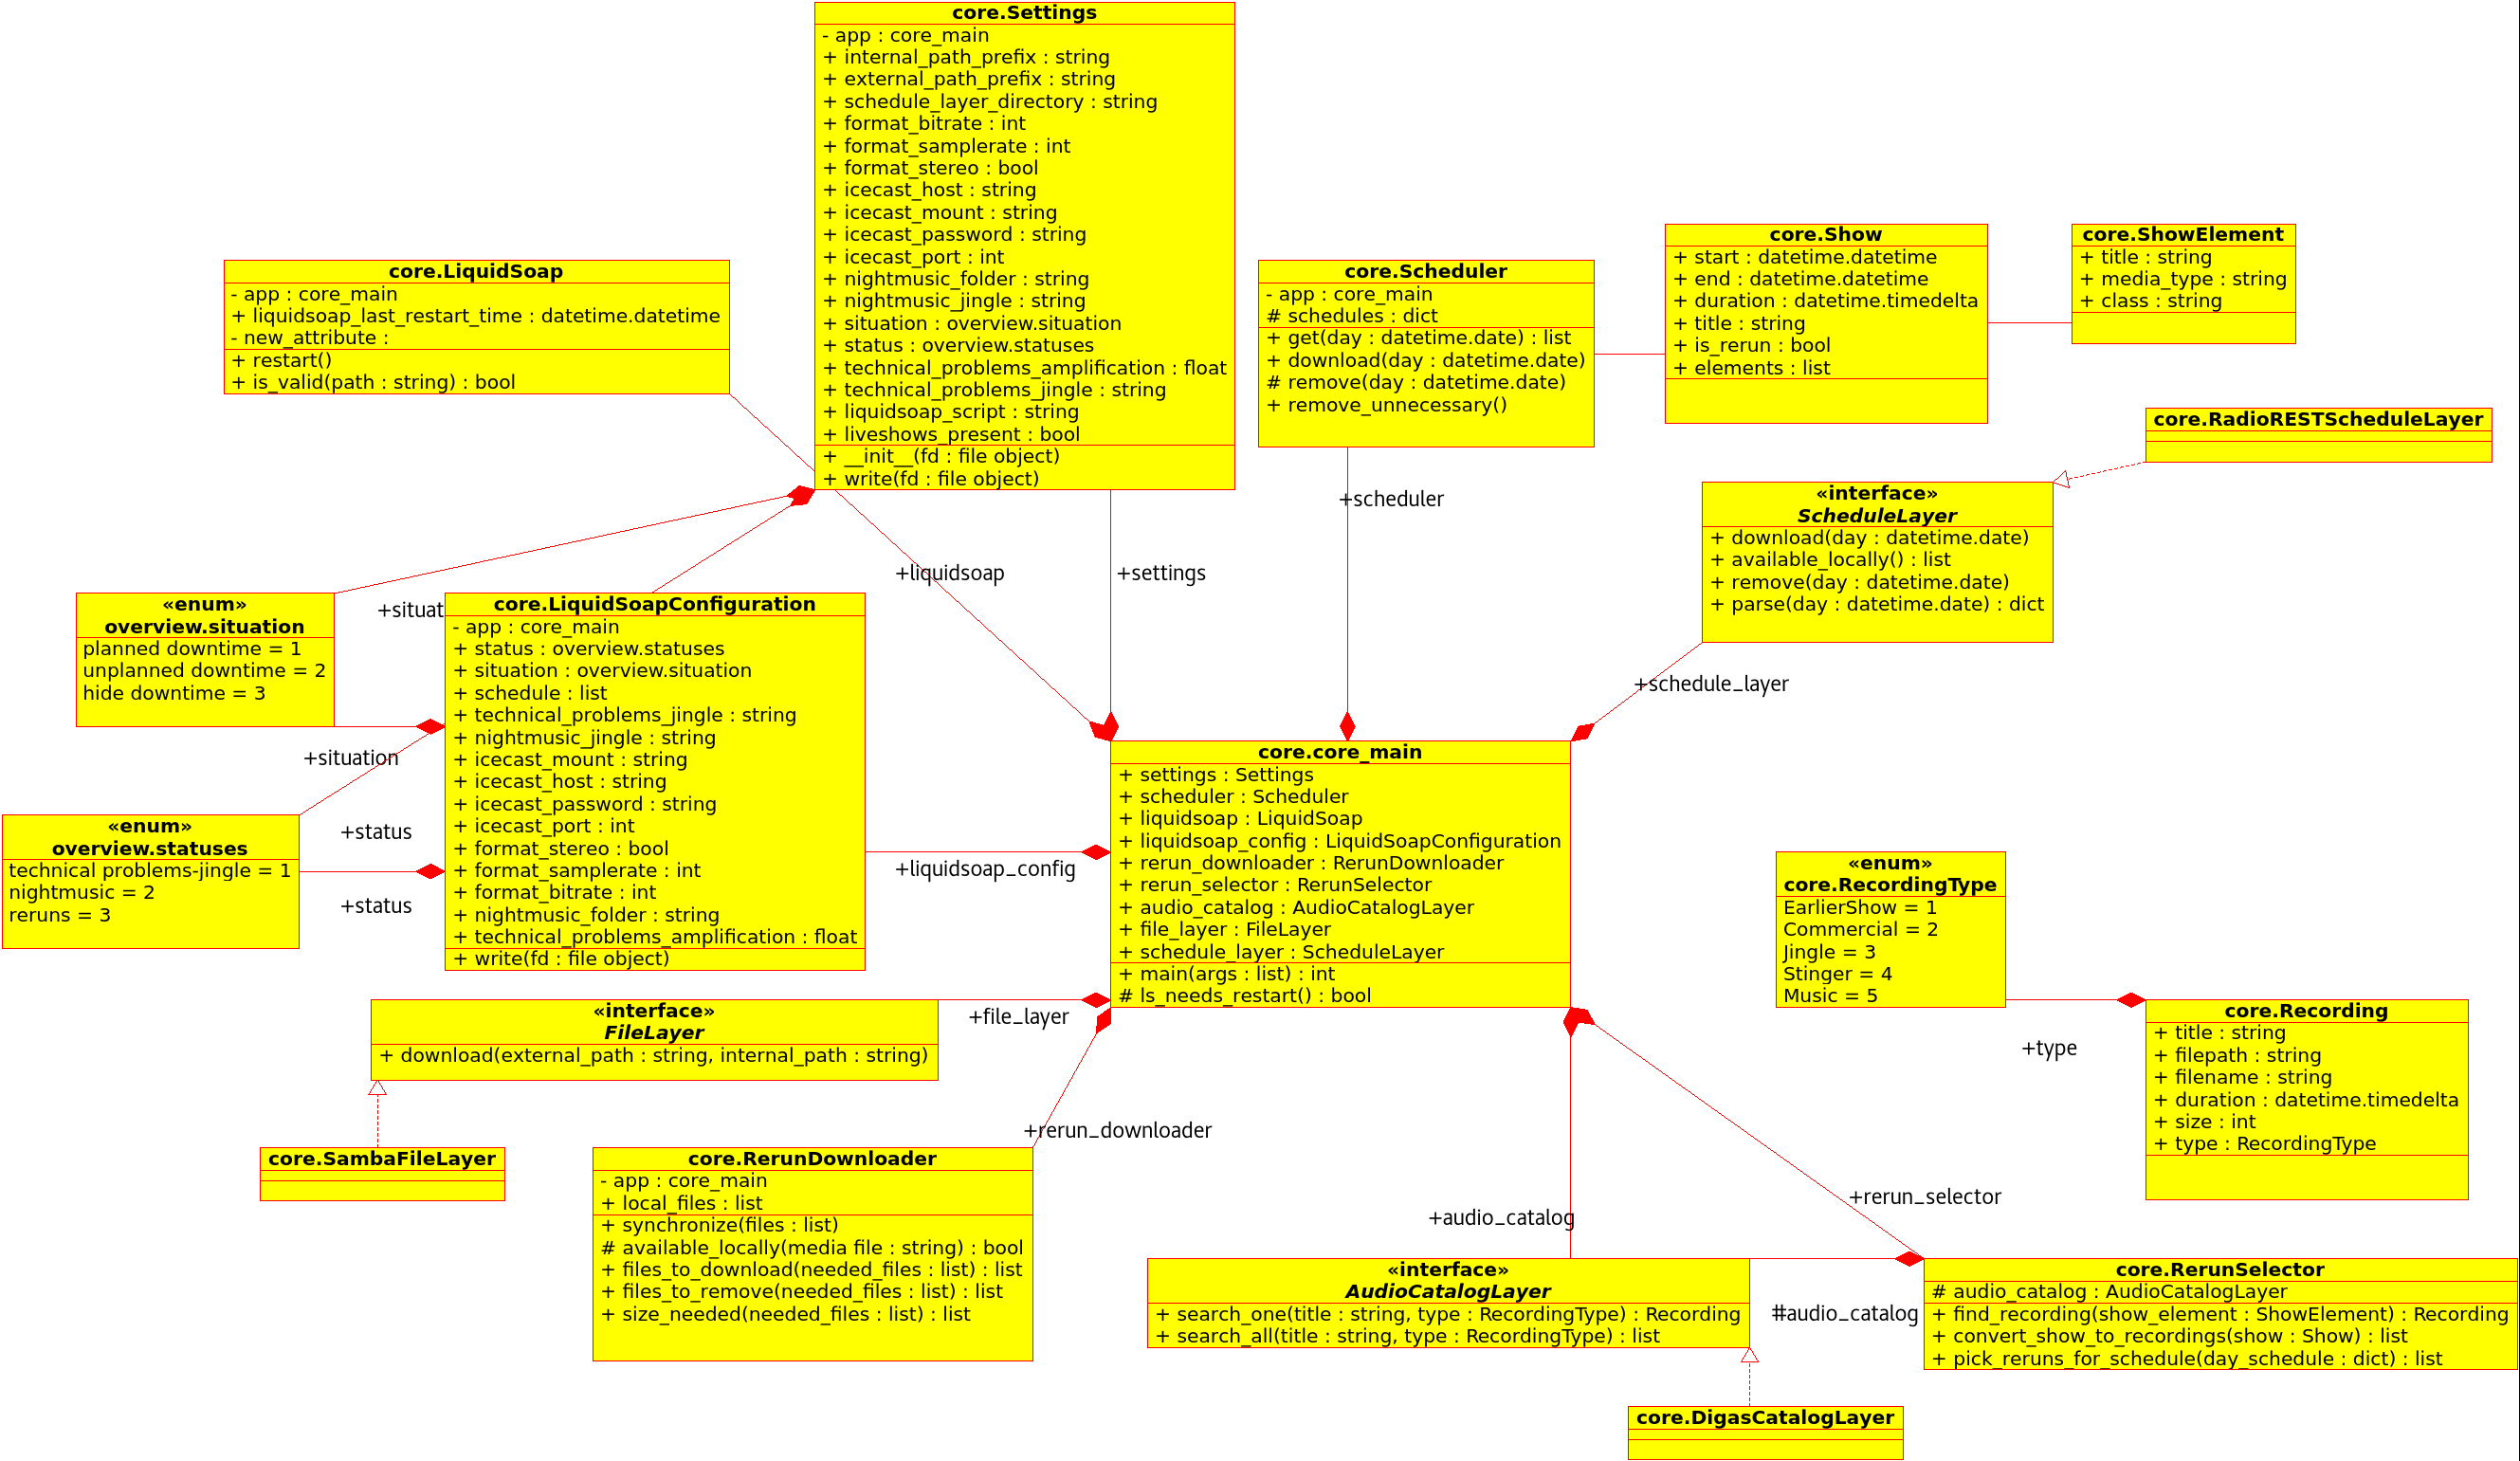 core.Settings
- app : core_main
+ internal_path_prefix : string
+ external_path_prefix : string
+ schedule_layer_directory : string
+ format_bitrate : int
+ format_samplerate : int
+ format_stereo : bool
+ icecast_host : string
+ icecast_mount : string
+ icecast_password : string
+ icecast_port : int
+ nightmusic_folder : string
+ nightmusic_jingle : string
+ situation : overview.situation
+ status : overview.statuses
+ technical_problems_amplification : float
+ technical_problems_jingle : string
+ liquidsoap_script : string
+ liveshows_present : bool
+ __init__(fd : file object)
+ write(fd : file object)
core.LiquidSoap
- app : core_main
+ liquidsoap_last_restart_time : datetime.datetime
- new_attribute :
+ restart()
+ is_valid(path : string) : bool
core.Scheduler
- app : core_main
# schedules : dict
+ get(day : datetime.date) : list
+ download(day : datetime.date)
# remove(day : datetime.date)
+ remove_unnecessary()
core.Show
+ start : datetime.datetime
+ end : datetime.datetime
+ duration : datetime.timedelta
+ title : string
+ is_rerun : bool
+ elements : list
core.ShowElement
+ title : string
+ media_type : string
+ class : string
core.RadioRESTScheduleLayer
«interface»
ScheduleLayer
+ download(day : datetime.date)
+ available_locally() : list
+ remove(day : datetime.date)
+ parse(day : datetime.date) : dict
+scheduler
+liquidsoap
+settings
+schedule_layer
«enum»
overview.situation
planned downtime = 1
unplanned downtime = 2
hide downtime = 3
+situat
+situation
core.LiquidSoapConfiguration
- app : core_main
+ status : overview.statuses
+ situation : overview.situation
+ schedule : list
+ technical_problems_jingle : string
+ nightmusic_jingle : string
+ icecast_mount : string
+ icecast_host : string
+ icecast_password : string
+ icecast_port : int
+ format_stereo : bool
+ format_samplerate : int
+ format_bitrate : int
+ nightmusic_folder : string
+ technical_problems_amplification : float
+ write(fd : file object)
«enum»
overview.statuses
technical problems-jingle = 1
nightmusic = 2
reruns = 3
+status
+status
+liquidsoap_config
core.core_main
+ settings : Settings
+ scheduler : Scheduler
+ liquidsoap : LiquidSoap
+ liquidsoap_config : LiquidSoapConfiguration
+ rerun_downloader : RerunDownloader
+ rerun_selector : RerunSelector
+ audio_catalog : AudioCatalogLayer
+ file_layer : FileLayer
+ schedule_layer : ScheduleLayer
+ main(args : list) : int
# ls_needs_restart() : bool
«enum»
core.RecordingType
EarlierShow = 1
Commercial = 2
Jingle = 3
Stinger = 4
Music = 5
+type
core.Recording
+ title : string
+ filepath : string
+ filename : string
+ duration : datetime.timedelta
+ size : int
+ type : RecordingType
«interface»
FileLayer
+ download(external_path : string, internal_path : string)
+file_layer
core.SambaFileLayer
+rerun_downloader
core.RerunDownloader
- app : core_main
+ local_files : list
+ synchronize(files : list)
# available_locally(media file : string) : bool
+ files_to_download(needed_files : list) : list
+ files_to_remove(needed_files : list) : list
+ size_needed(needed_files : list) : list
+audio_catalog
+rerun_selector
«interface»
AudioCatalogLayer
+ search_one(title : string, type : RecordingType) : Recording
+ search_all(title : string, type : RecordingType) : list
#audio_catalog
core.RerunSelector
# audio_catalog : AudioCatalogLayer
+ find_recording(show_element : ShowElement) : Recording
+ convert_show_to_recordings(show : Show) : list
+ pick_reruns_for_schedule(day_schedule : dict) : list
core.DigasCatalogLayer